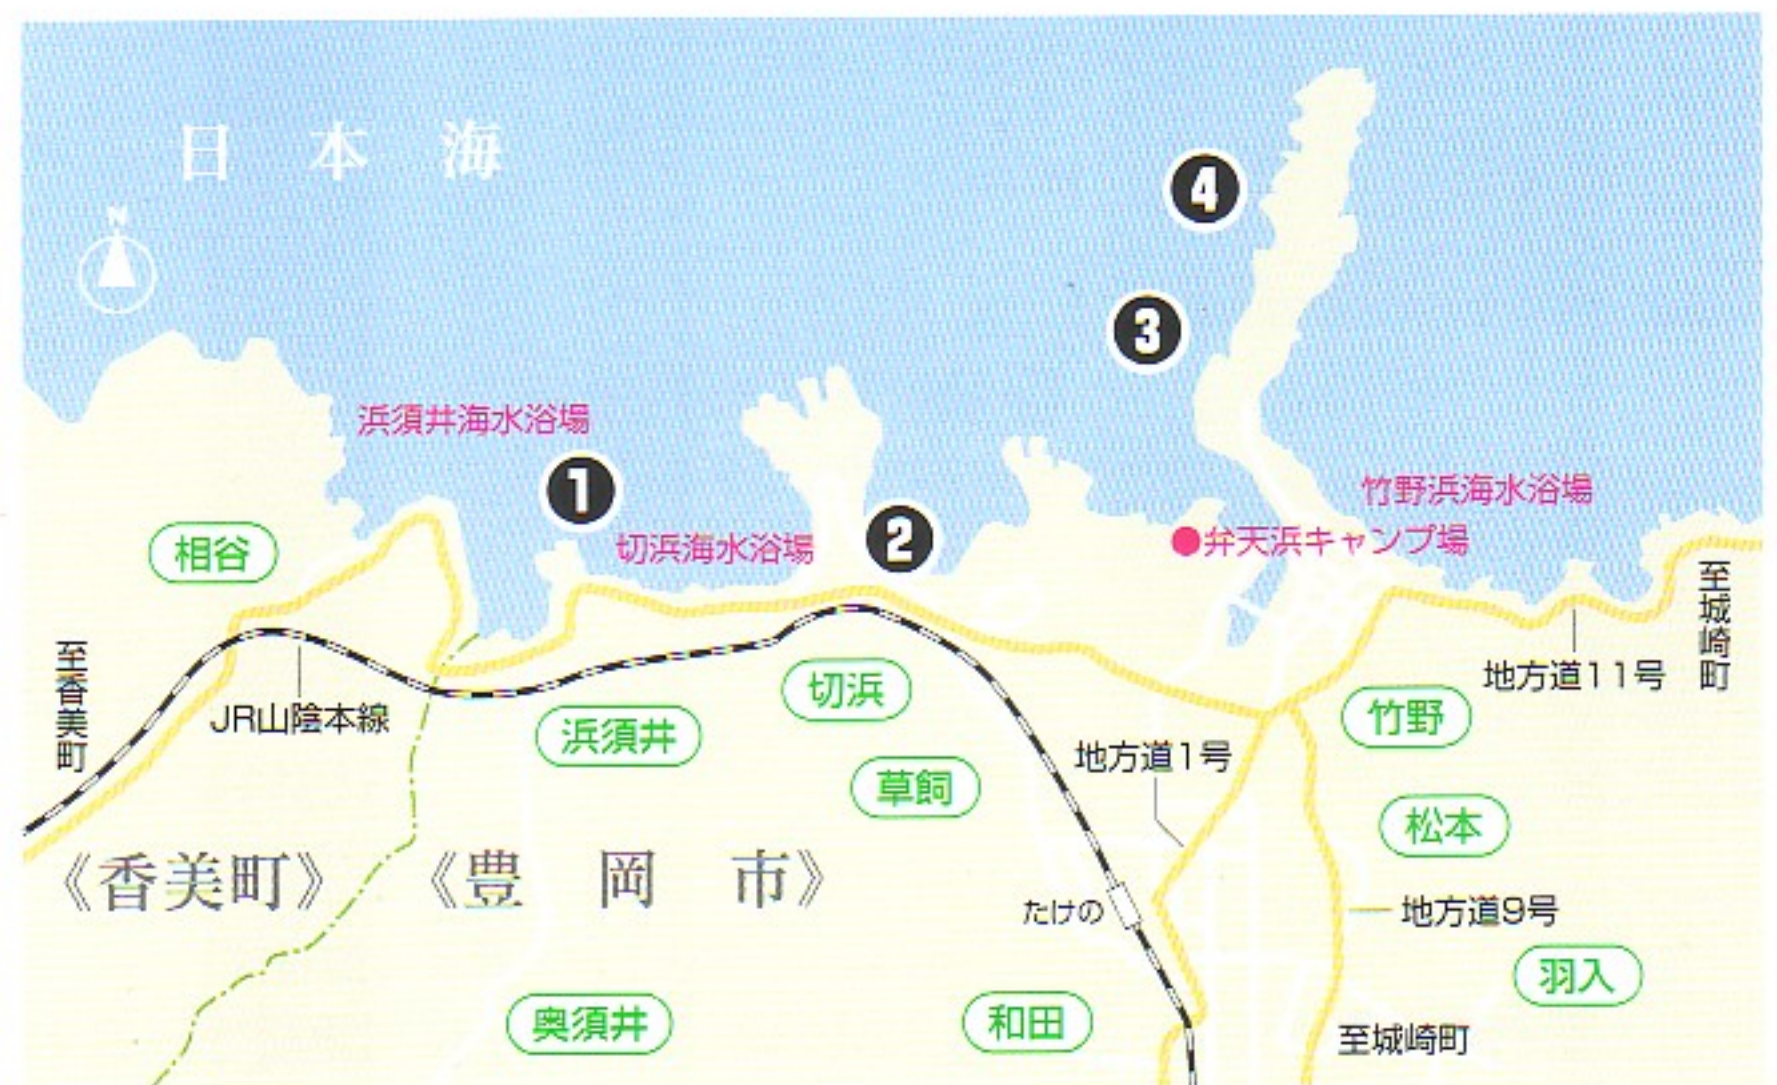 日本海
N
4
3
浜須井海水浴場
1
竹野浜海水浴場
2
切浜海水浴場
●弁天浜キャンプ場
相谷
至城崎町
至香美町
地方道11号
切浜
JR山陰本線
竹野
浜須井
地方道1号
草飼
松本
《香美町》
《豊岡市》
たけの
地方道9号
羽入
奥須井
和田
至城崎町